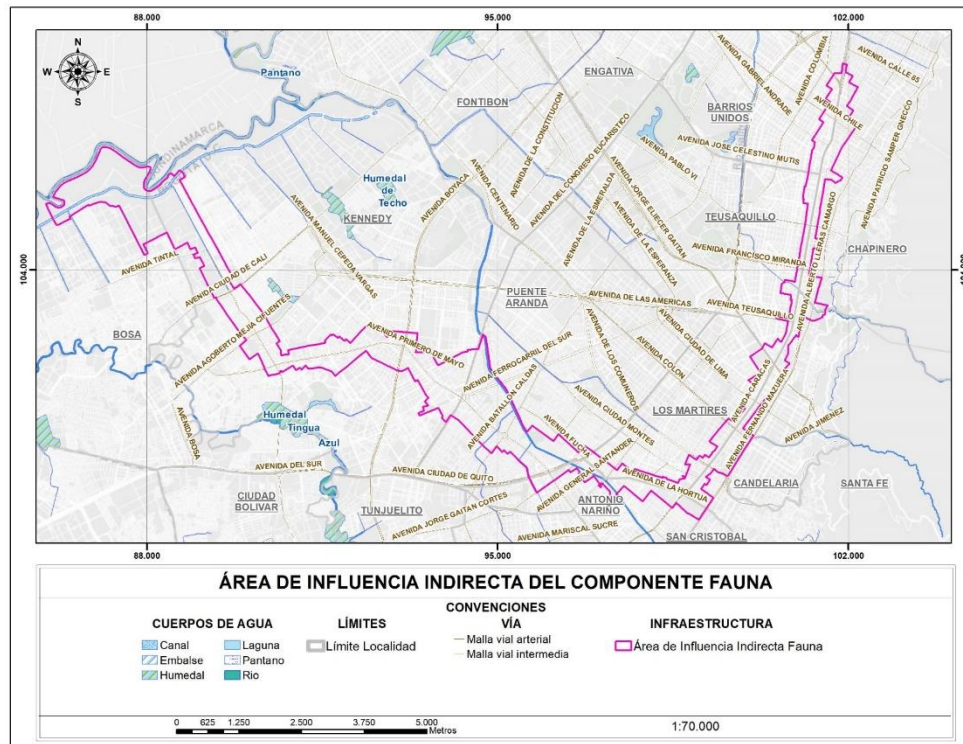 88.000
95.000
102.000
N
W
E
S
Pantano
CUNDINAMARCA
FONTIBON
ENGATIVA
AVENIDA GABRIEL ANDRADE
AVENIDA COLOMBIA
AVENIDA CALLE 85
AVENIDA CHILE
BARRIOS
UNIDOS
AVENIDA JOSE CELESTINO MUTIS
AVENIDA PABLO VI
AVENIDA PATRICIO SAMPER GNECCO
AVENIDA DE LA CONSTITUCION
AVENIDA DEL CONGRESO EUCARISTICO
AVENIDA CENTENARIO
AVENIDA BOYACA
AVENIDA DE LA ESMERALDA
AVENIDA JORGE ELIECER GAITAN
AVENIDA DE LA ESPERANZA
Humedal
de
Techo
KENNEDY
AVENIDA MANUEL CEPEDA VARGAS
TEUSAQUILLO
AVENIDA FRANCISCO MIRANDA
AVENIDA ALBERTO LLERAS CAMARGO
CHAPINERO
104.000
104.000
AVENIDA TINTAL
AVENIDA CIUDAD DE CALI
AVENIDA AGOBERTO MEJIA CIFUENTES
PUENTE
ARANDA
AVENIDA DE LAS AMERICAS
AVENIDA TEUSAQUILLO
BOSA
AVENIDA PRIMERO DE MAYO
AVENIDA FERROCARRIL DEL SUR
AVENIDA DE LOS COMUNEROS
AVENIDA CIUDAD DE LIMA
AVENIDA COLON
AVENIDA BATALLON CALDAS
AVENIDA CIUDAD MONTES
LOS MARTIRES
AVENIDA CARACAS
AVENIDA FERNANDO MAZUERA
AVENIDA JIMENEZ
AVENIDA BOSA
Humedal
Tingua
Azul
AVENIDA FUCHA
AVENIDA GENERAL SANTANDER
AVENIDA DEL SUR
AVENIDA CIUDAD DE QUITO
AVENIDA DE LA HORTUA
CANDELARIA
SANTA FE
CIUDAD
BOLIVAR
TUNJUELITO
AVENIDA JORGE GAITAN CORTES
ANTONIO
NARIÑO
AVENIDA MARISCAL SUCRE
SAN CRISTOBAL
88.000
95.000
102.000
ÁREA DE INFLUENCIA INDIRECTA DEL COMPONENTE FAUNA
CONVENCIONES
CUERPOS DE AGUA
LÍMITES
VÍA
INFRAESTRUCTURA
Canal
Laguna
Límite Localidad
Malla vial arterial
Área de Influencia Indirecta Fauna
Embalse
Pantano
Malla vial intermedia
Humedal
Rio
0 625 1.250 2.500 3.750 5.000
Metros
1:70.000